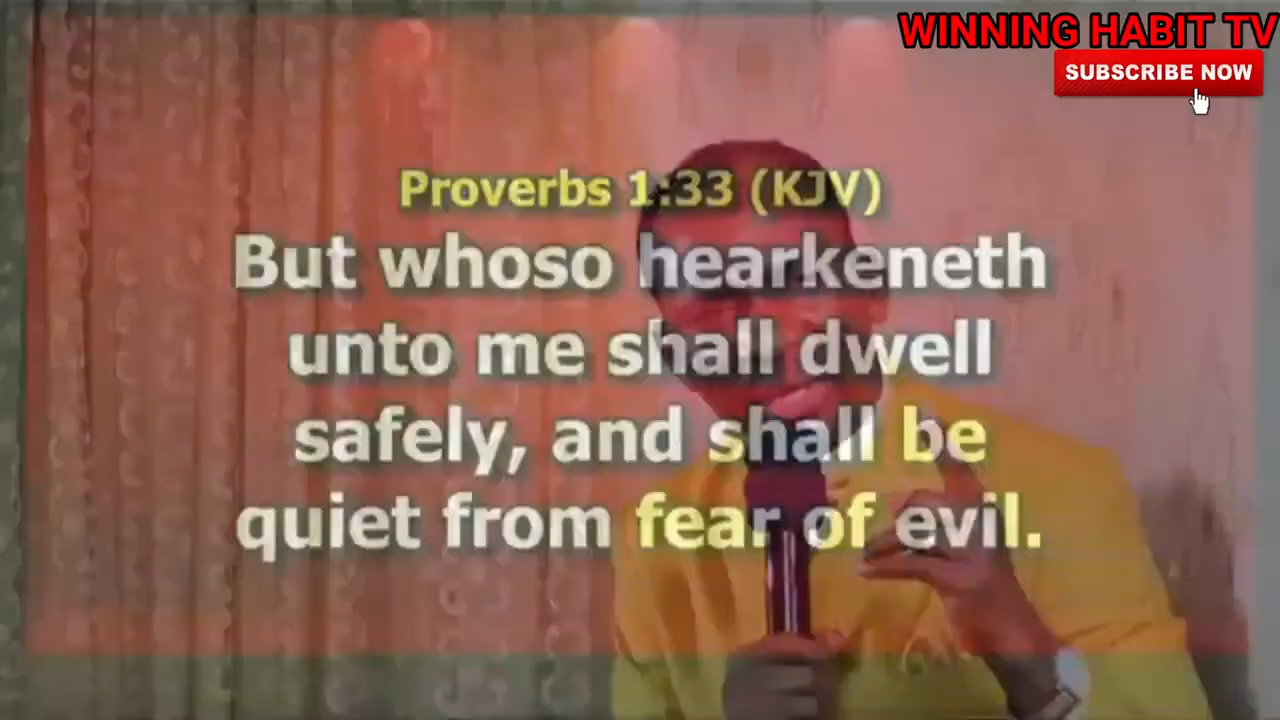 WINNING HABIT TV
SUBSCRIBE NOW
Proverbs 1:33 (KJV)
But whoso hearkeneth
unto me shall dwell
safely, and shall be
quiet from fear of evil.